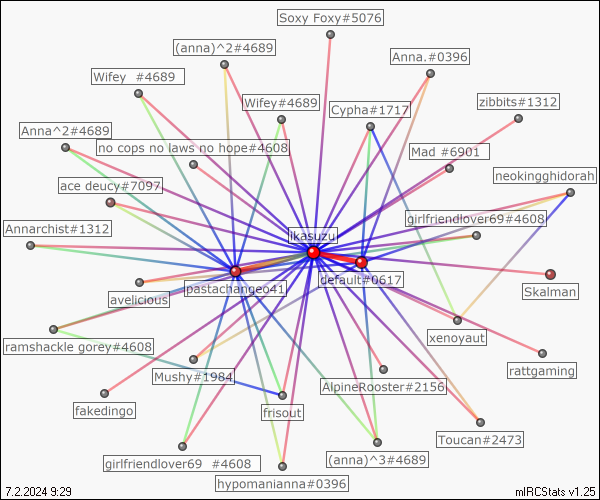 Soxy Foxy#5076
(anna)^2#4689
Anna.#0396
Wifey  #4689
zibbits#1312
Wifey#4689
Cypha#1717
Anna^2#4689
no cops no laws no hope#4608
Mad #6901
neokingghidorah
ace deucy#7097
girlfriendlover69#4608
Annarchist#1312
ikasuzu
default#0617
pastachange041
Skalman
avelicious
xenoyaut
ramshackle gorey#4608
rattgaming
Mushy#1984
AlpineRooster#2156
fakedingo
frisout
Toucan#2473
girlfriendlover69  #4608
(anna)^3#4689
hypomanianna#0396
7.2.2024 9:29
mIRCStats v1.25